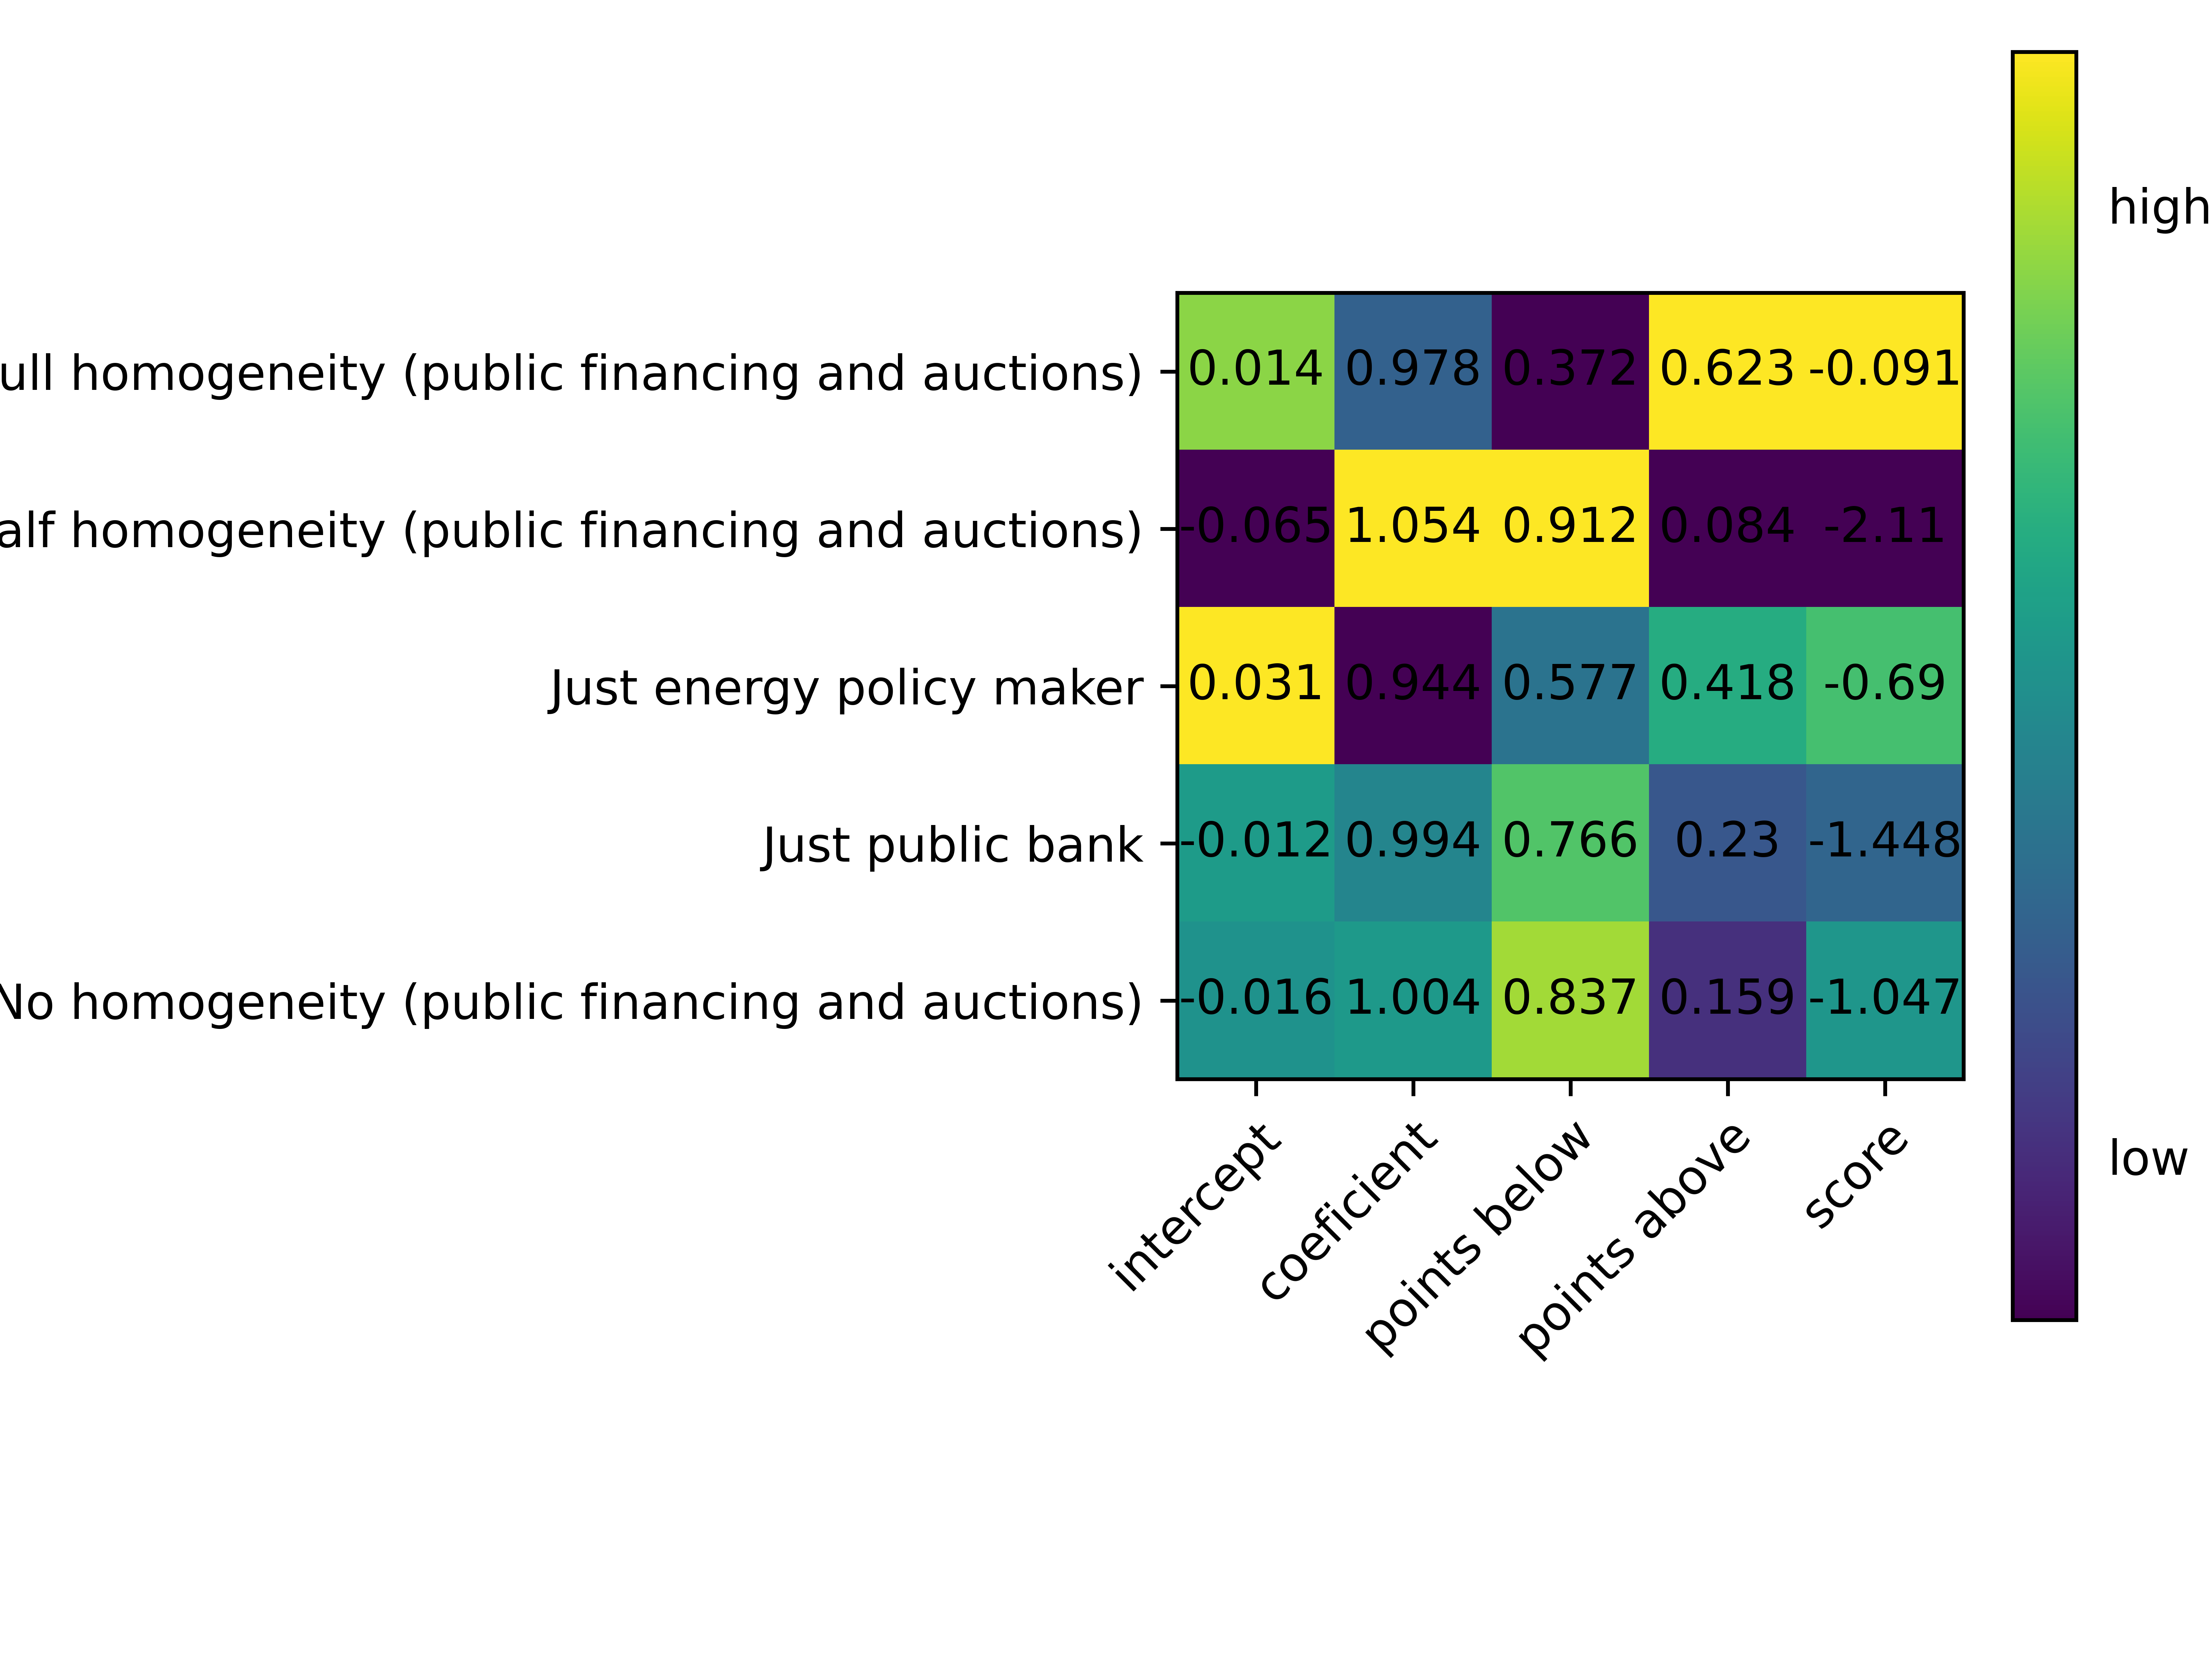 high
ull homogeneity (public financing and auctions) 0.014 0.978 0.372 0.623 -0.091
alf homogeneity (public financing and auctions) -0.065 1.054 0.912 0.084 -2.11
Just energy policy maker 0.031 0.944 0.577 0.418 -0.69
Just public bank -0.012 0.994 0.766 0.23 -1.448
No homogeneity (public financing and auctions) -0.016 1.004 0.837 0.159 -1.047
low
intercept coeficient points below points above score